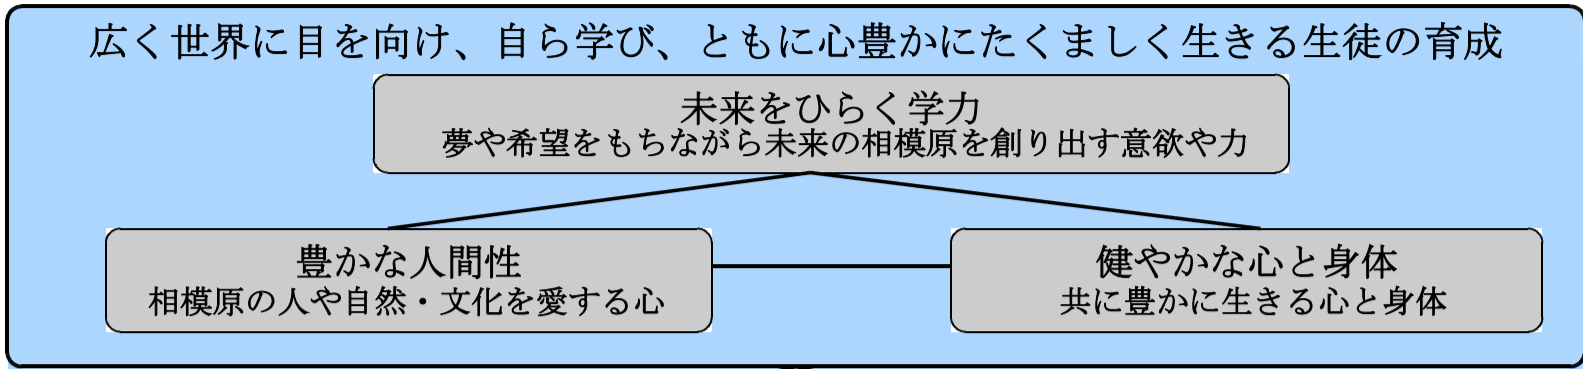 広く世界に目を向け、自ら学び、ともに心豊かにたくましく生きる生徒の育成
未来をひらく学力
夢や希望をもちながら未来の相模原を創り出す意欲や力
豊かな人間性
相模原の人や自然・文化を愛する心
健やかな心と身体
共に豊かに生きる心と身体